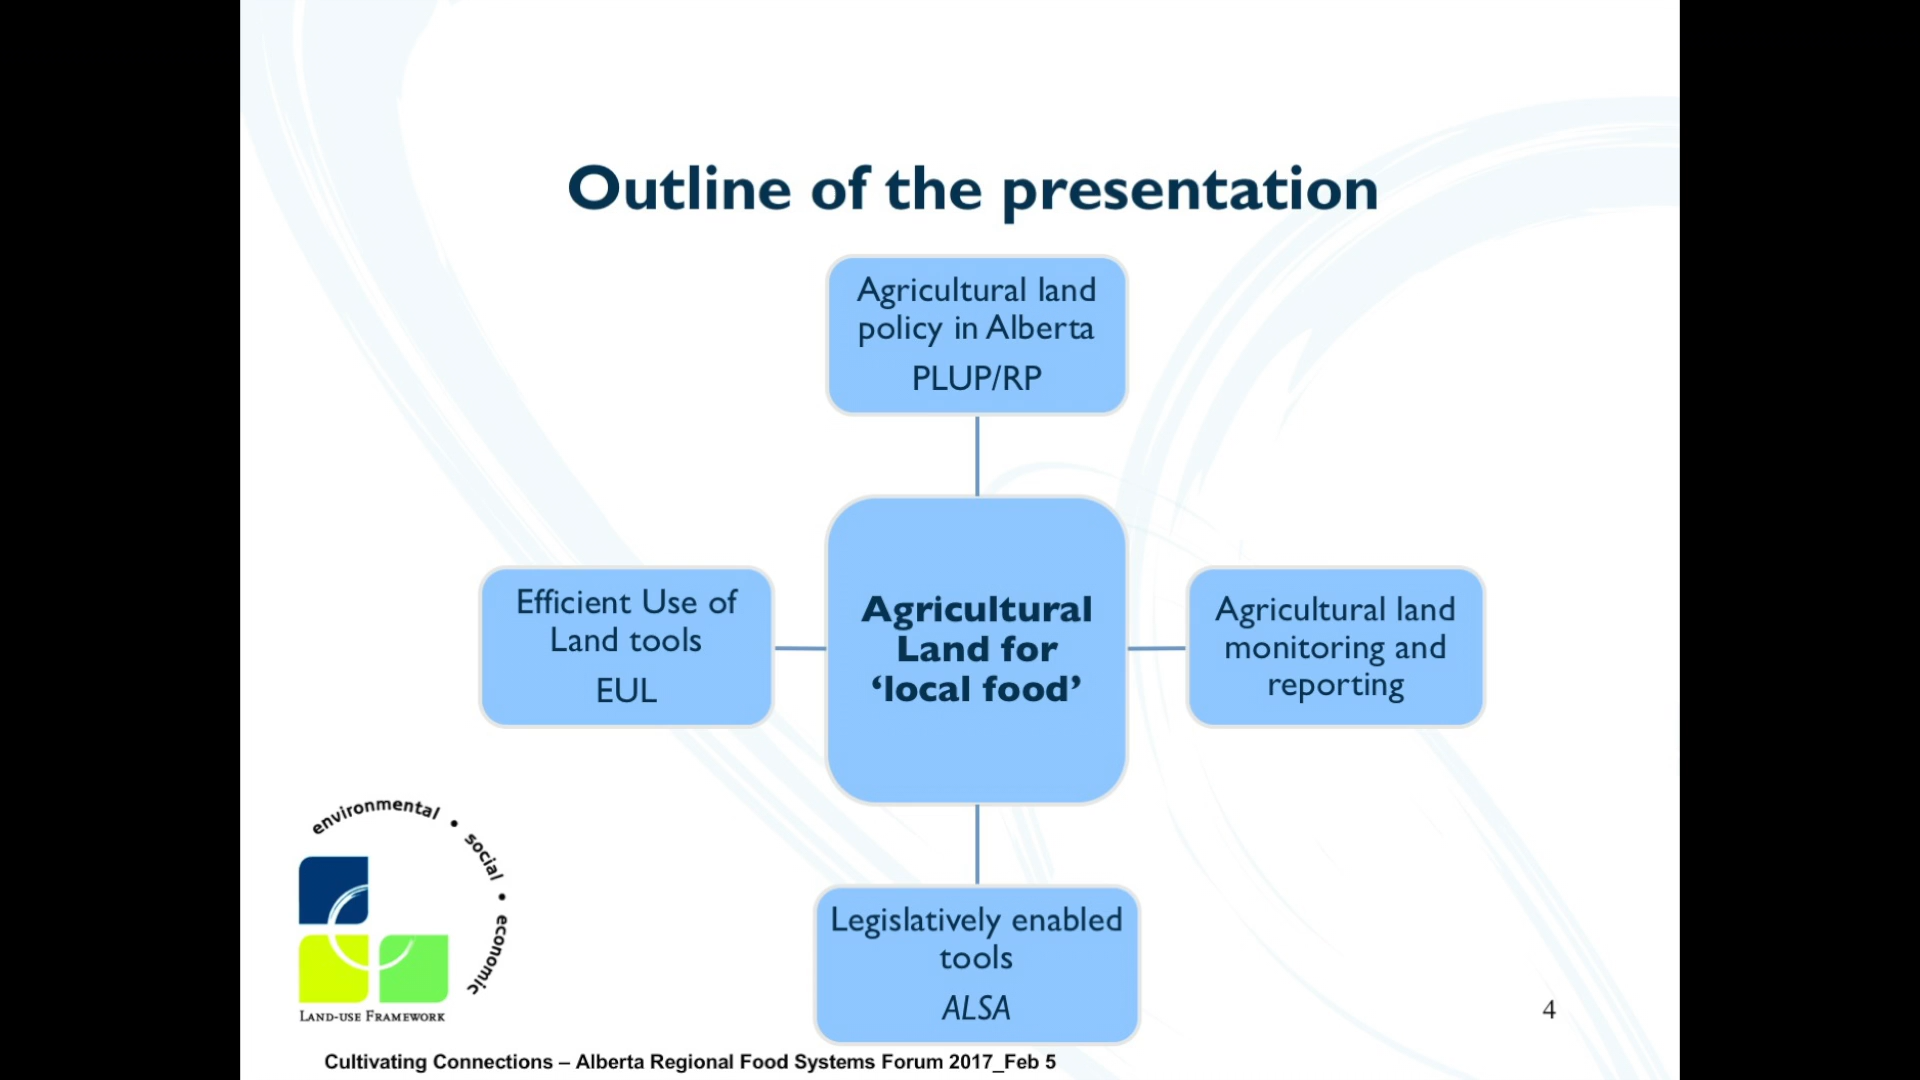 Outline of the presentation
Agricultural land
policy in Alberta
PLUP/RP
Efficient Use of
Land tools
EUL
Agricultural
Land for
‘local food’
Agricultural land
monitoring and
reporting
Legislatively enabled
tools
ALSA
environmental • social • economic
LAND-USE FRAMEWORK
4
Cultivating Connections – Alberta Regional Food Systems Forum 2017_Feb 5